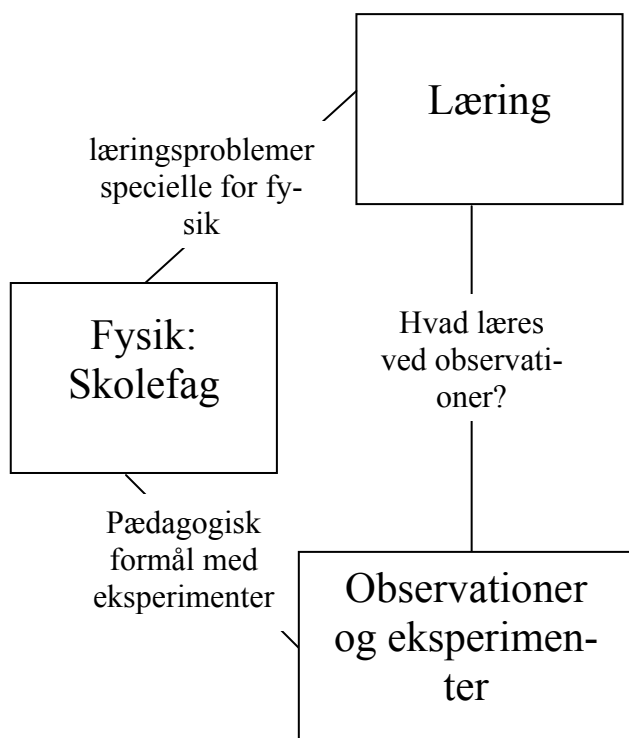 Læring
læringsproblemer
specielle for fy-
sik
Fysik:
Skolefag
Hvad læres
ved observati-
oner?
Pædagogisk
formål med
eksperimenter
Observationer
og eksperimen-
ter